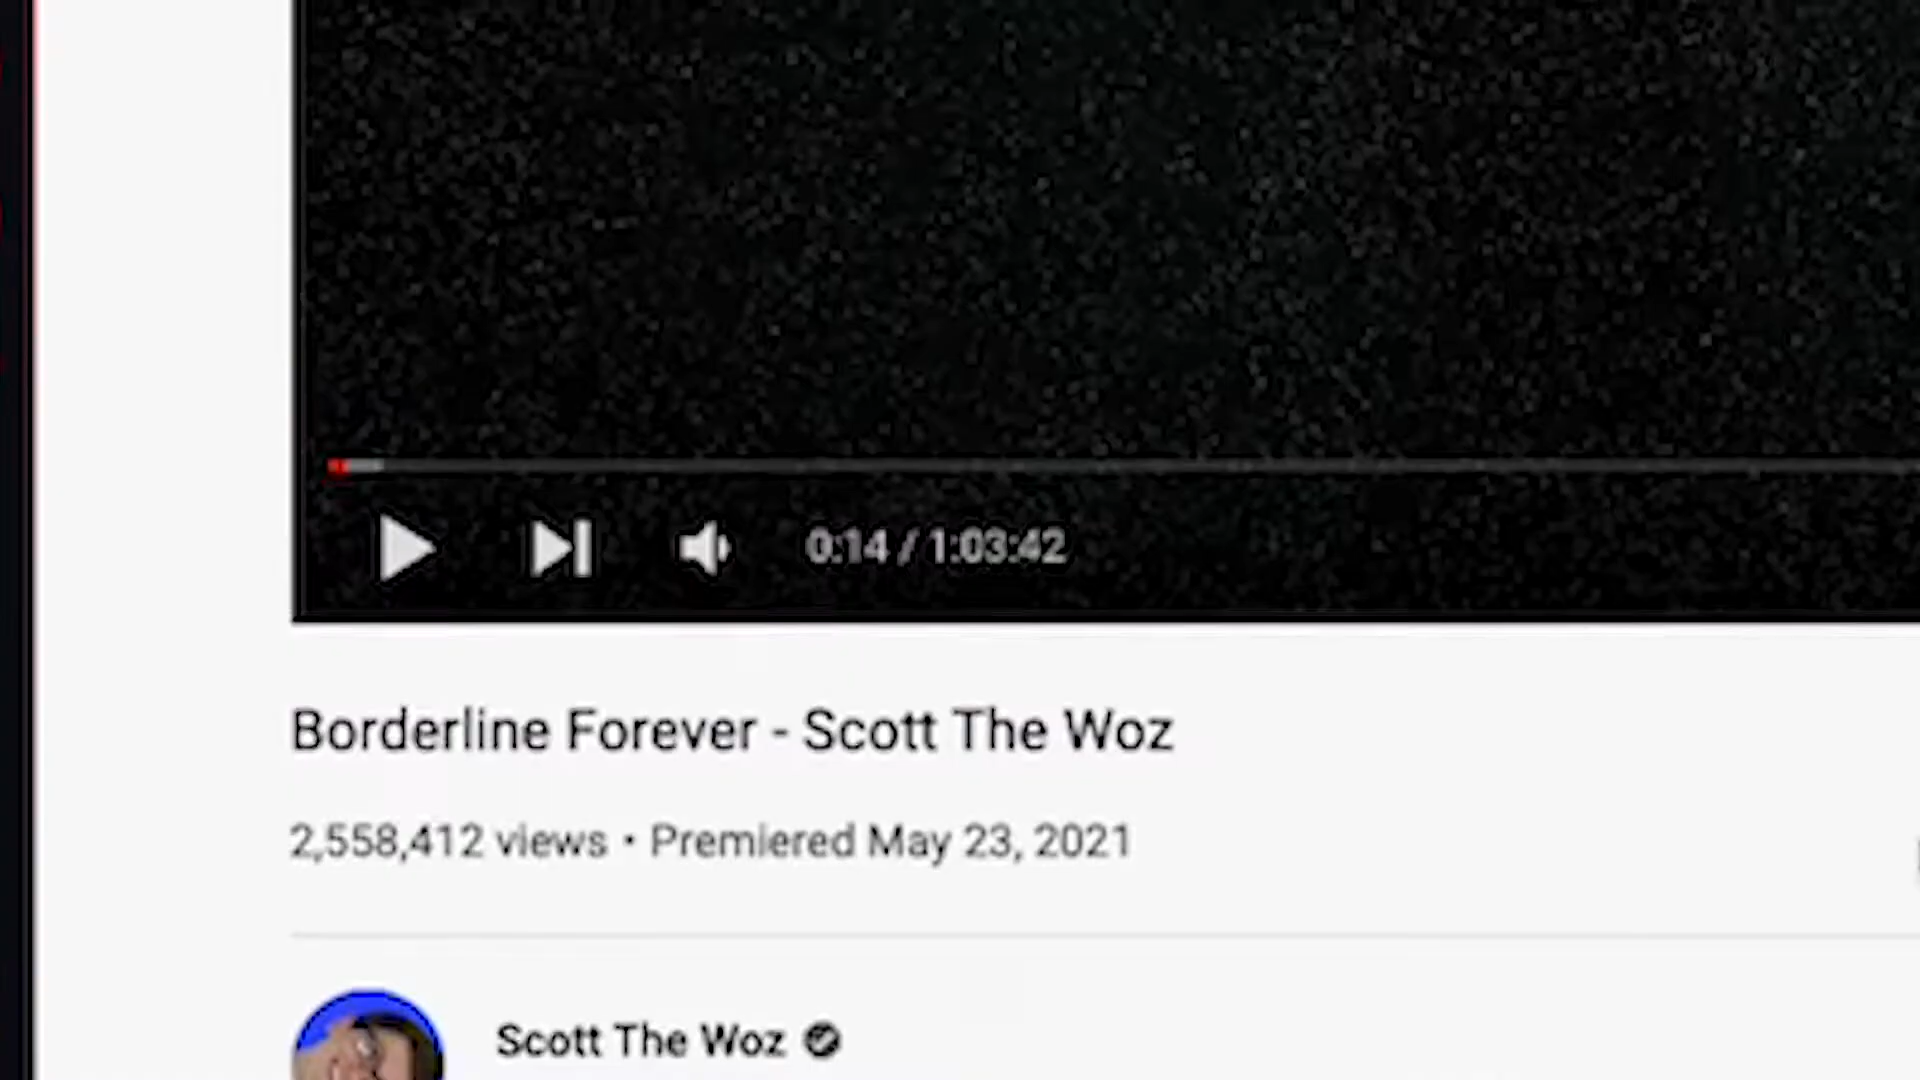 0:14 / 1:03:42
Borderline Forever - Scott The Woz
2,558,412 views • Premiered May 23, 2021
Scott The Woz